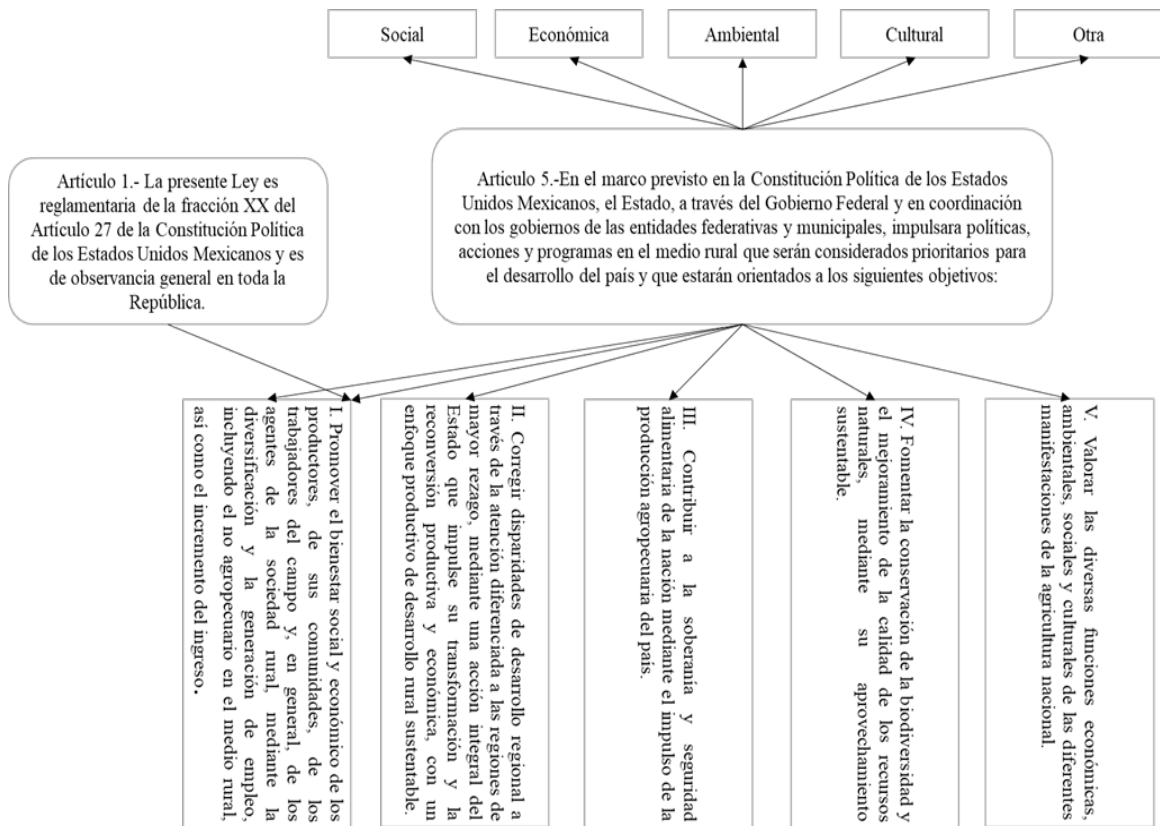 Social
Económica
Ambiental
Cultural
Otra
Artículo 1.- La presente Ley es
reglamentaria de la fracción XX del
Artículo 27 de la Constitución Política
de los Estados Unidos Mexicanos y es
de observancia general en toda la
República.
Articulo 5.-En el marco previsto en la Constitución Política de los Estados
Unidos Mexicanos, el Estado, a través del Gobierno Federal y en coordinación
con los gobiernos de las entidades federativas y municipales, impulsara políticas,
acciones y programas en el medio rural que serán considerados prioritarios para
el desarrollo del país y que estarán orientados a los siguientes objetivos:
I. Promover el bienestar social y económico de los
productores, de sus comunidades, de los
trabajadores del campo y, en general, de los
agentes de la sociedad rural, mediante la
diversificación y la generación de empleo,
incluyendo el no agropecuario en el medio rural,
así como el incremento del ingreso.
II. Corregir disparidades de desarrollo regional a
través de la atención diferenciada a las regiones de
mayor rezago, mediante una acción integral del
Estado que impulse su transformación y la
reconversión productiva y económica, con un
enfoque productivo de desarrollo rural sustentable.
III. Contribuir a la soberanía y seguridad
alimentaria de la nación mediante el impulso de la
producción agropecuaria del país.
IV. Fomentar la conservación de la biodiversidad y
el mejoramiento de la calidad de los recursos
naturales, mediante su aprovechamiento
sustentable.
V. Valorar las diversas funciones económicas,
ambientales, sociales y culturales de las diferentes
manifestaciones de la agricultura nacional.